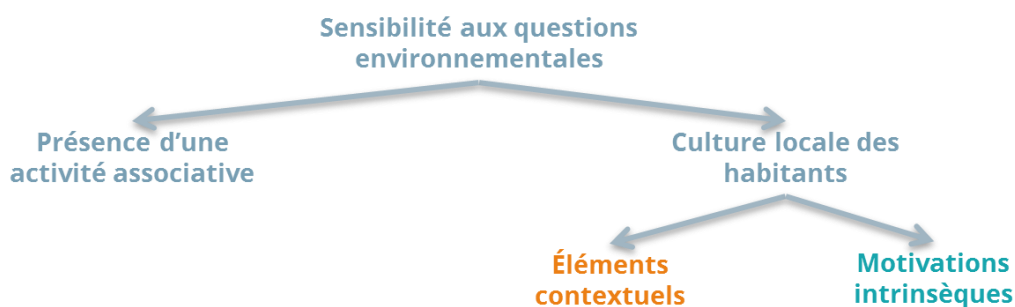 Sensibilité aux questions
environnementales
Présence d’une
activité associative
Culture locale des
habitants
Éléments
contextuels
Motivations
intrinsèques